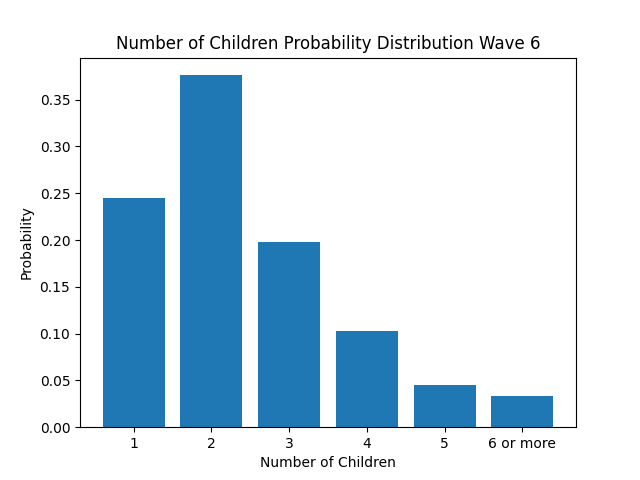 Number of Children Probability Distribution Wave 6
Probability
0.35
0.30
0.25
0.20
0.15
0.10
0.05
0.00
1 2 3 4 5 6 or more
Number of Children